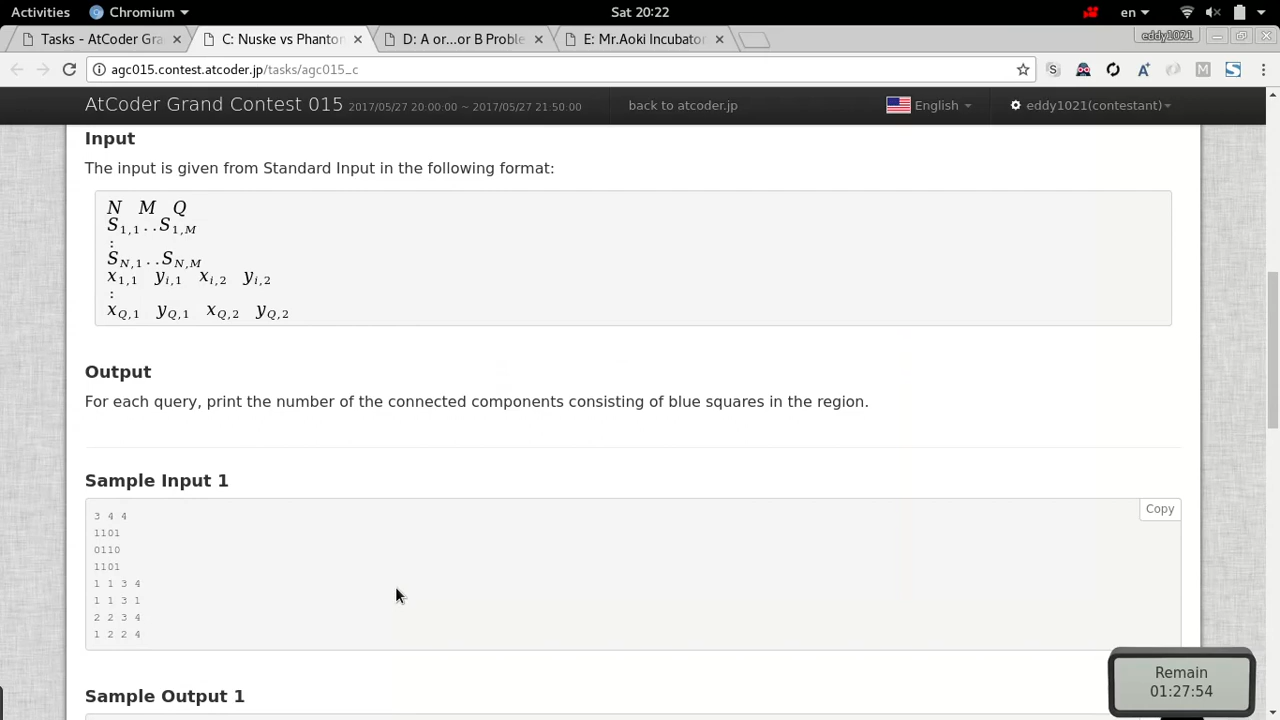 Activities Chromium Sat 20:22 en
Tasks - AtCoder Gra C: Nuske vs Phanton D: A or...or B Proble E: Mr.Aoki Incubator eddy1021
agc015.contest.atcoder.jp/tasks/agc015_c
AtCoder Grand Contest 015 2017/05/27 20:00:00 ~ 2017/05/27 21:50:00 back to atcoder.jp English eddy1021(contestant)
Input
The input is given from Standard Input in the following format:
N M Q
S1,1..S1,M
:
SN,1..SN,M
x1,1 yi,1 xi,2 yi,2
:
xQ,1 yQ,1 xQ,2 yQ,2
Output
For each query, print the number of the connected components consisting of blue squares in the region.
Sample Input 1
Copy
3 4 4
1101
0110
1101
1 1 3 4
1 1 3 1
2 2 3 4
1 2 2 4
Remain
01:27:54
Sample Output 1